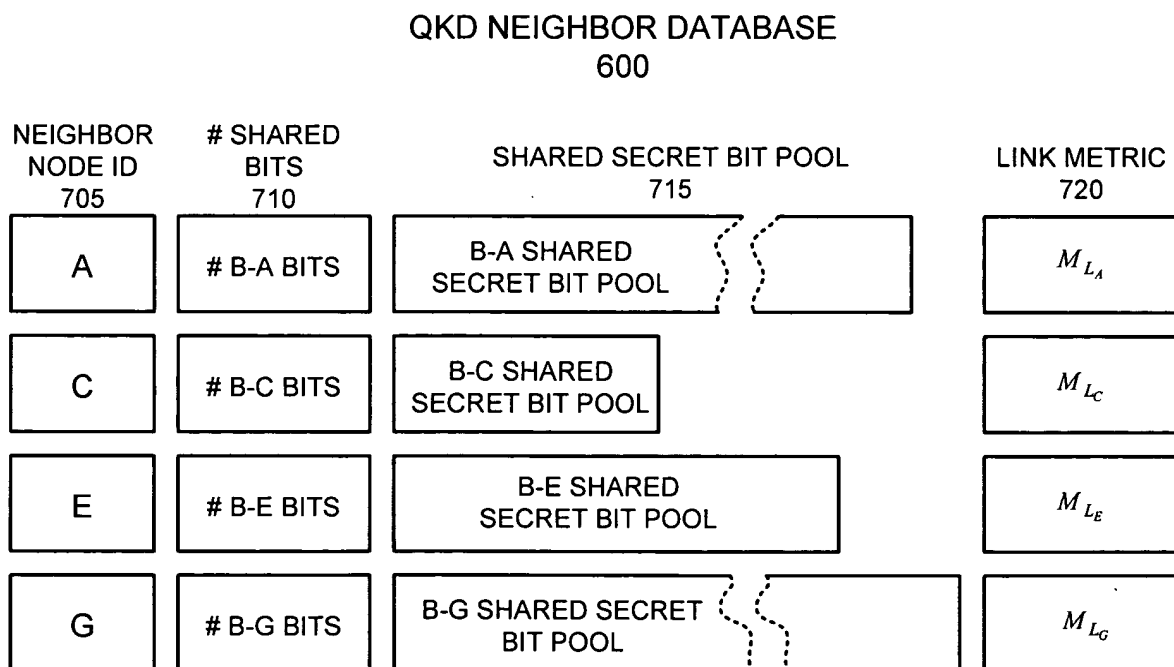 QKD NEIGHBOR DATABASE
600
NEIGHBOR
NODE ID
705
# SHARED
BITS
710
SHARED SECRET BIT POOL
715
LINK METRIC
720
A
# B-A BITS
B-A SHARED
SECRET BIT POOL
M_{L_A}
C
# B-C BITS
B-C SHARED
SECRET BIT POOL
M_{L_C}
E
# B-E BITS
B-E SHARED
SECRET BIT POOL
M_{L_E}
G
# B-G BITS
B-G SHARED SECRET
BIT POOL
M_{L_G}